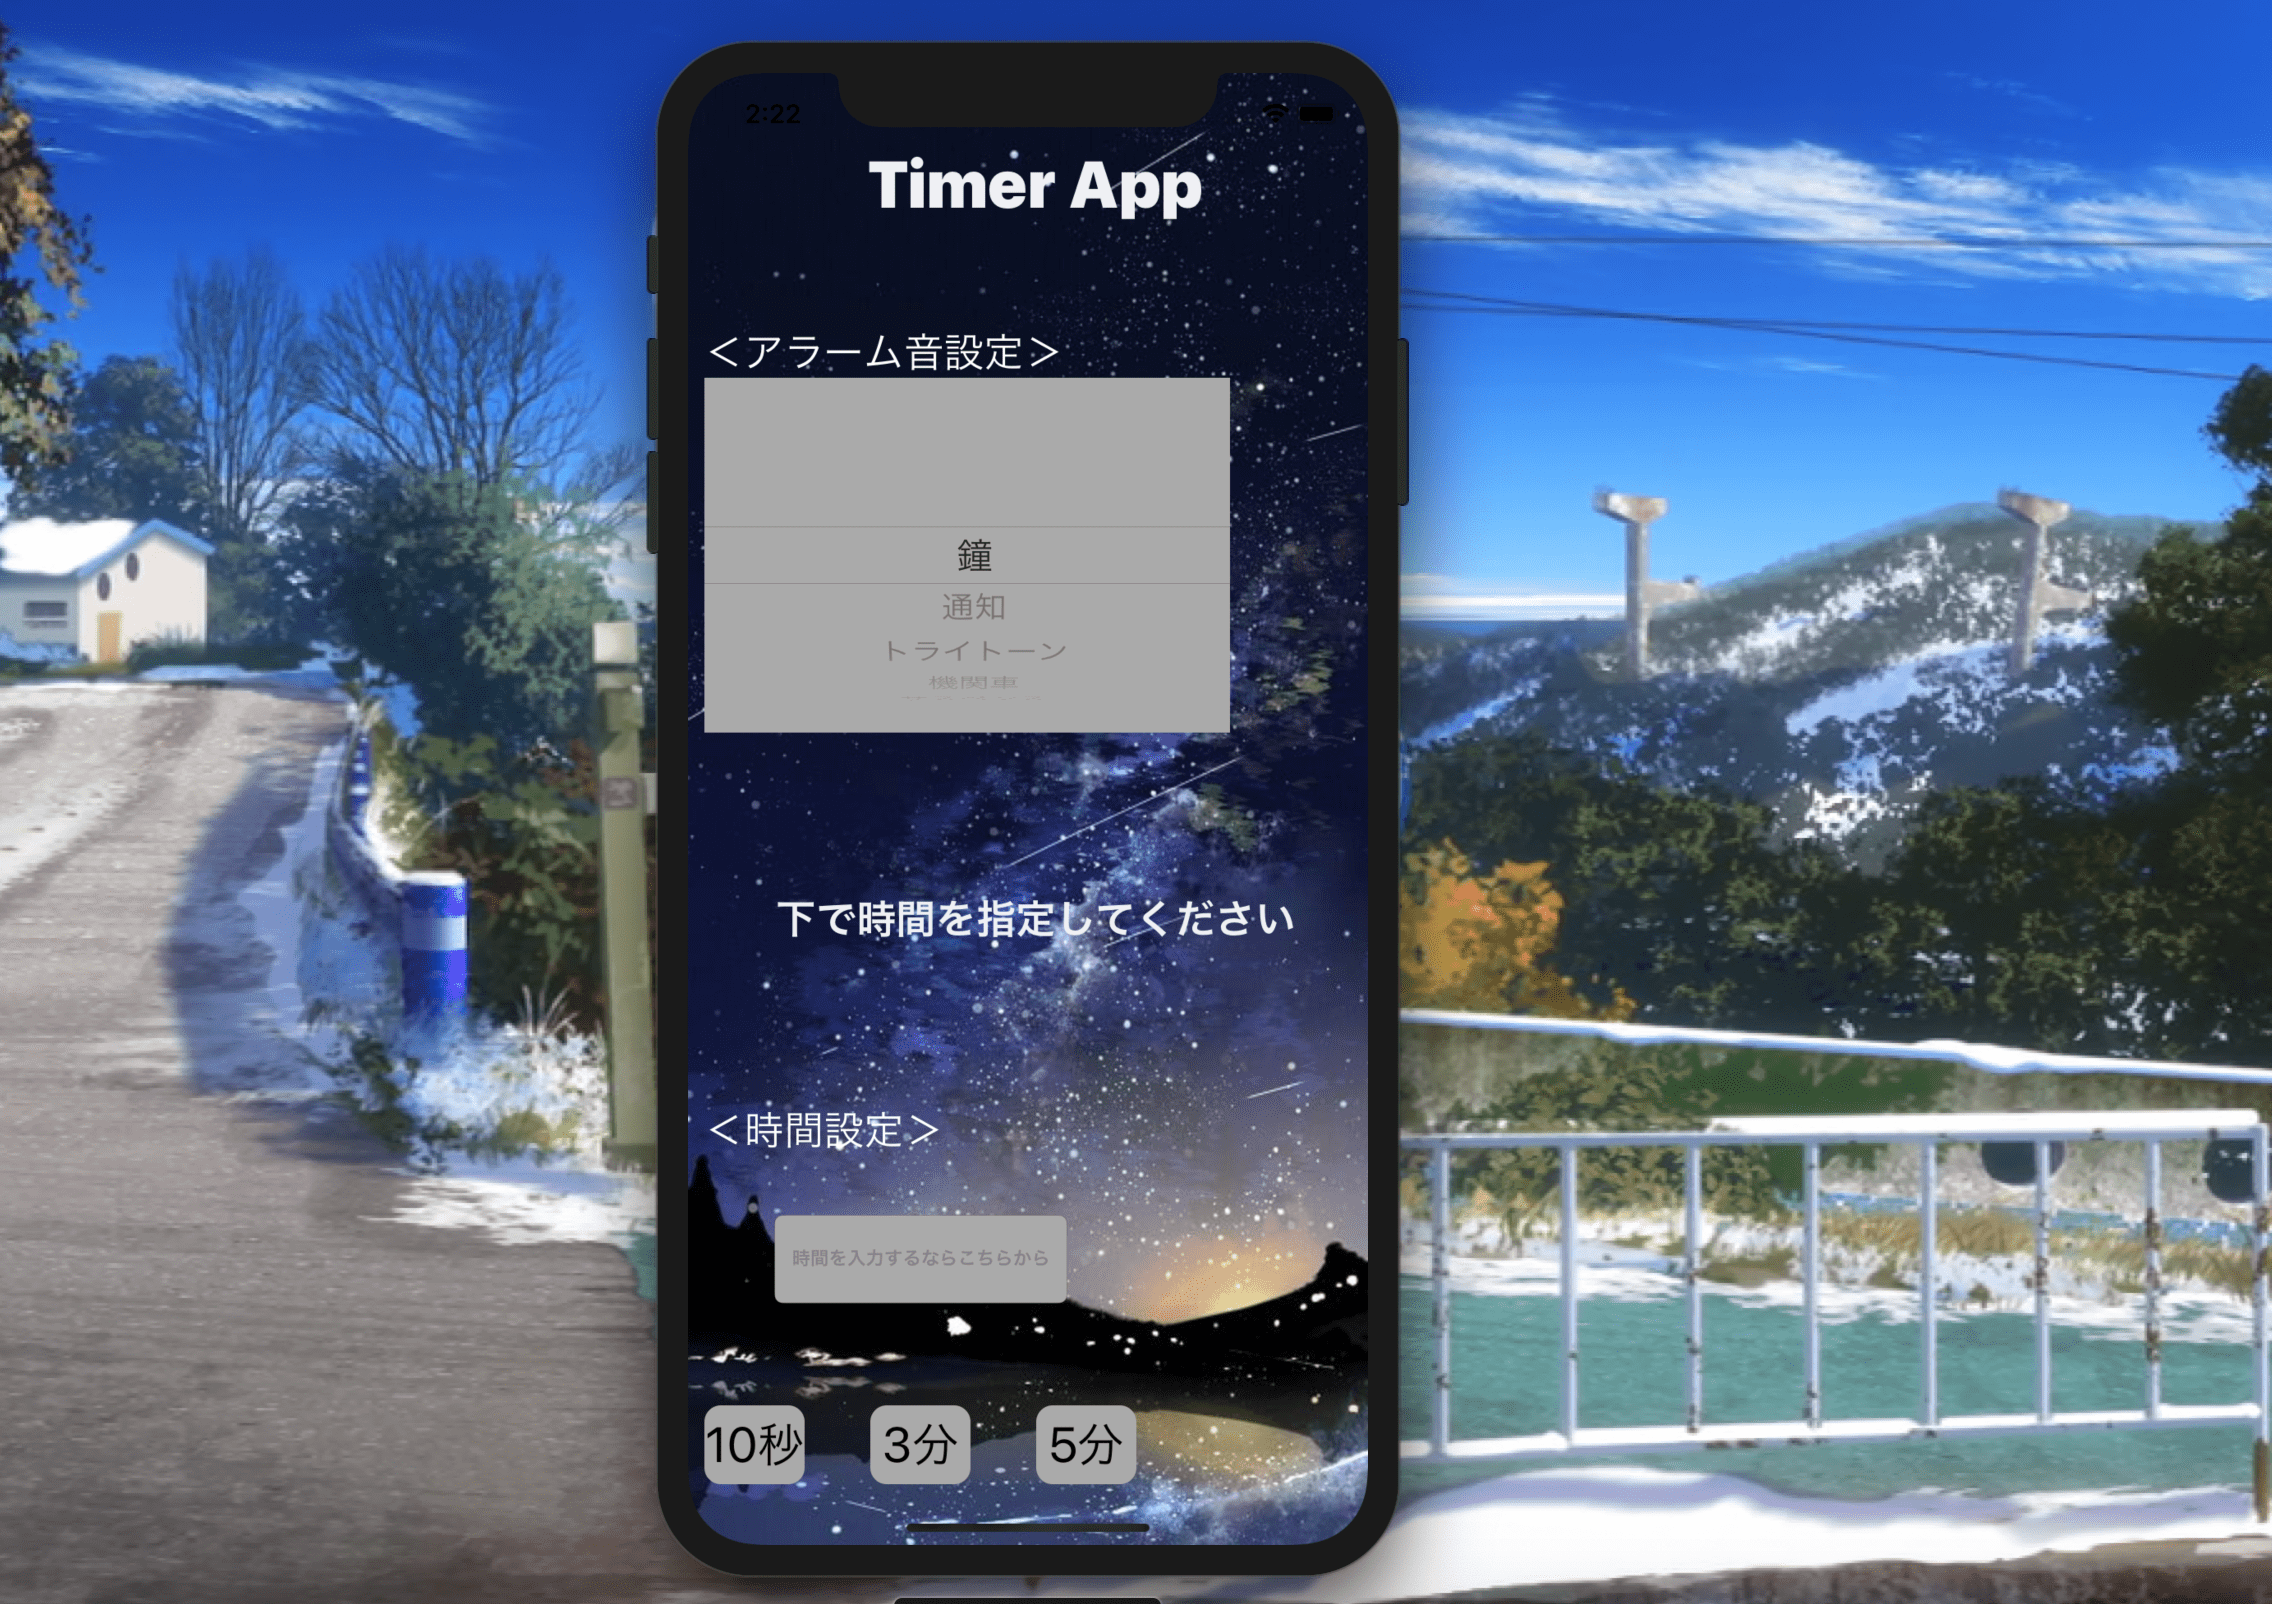 2:22
Timer App
＜アラーム音設定＞
鐘
通知
トライトーン
機関車
下で時間を指定してください
＜時間設定＞
時間を入力するならこちらから
10秒
3分
5分